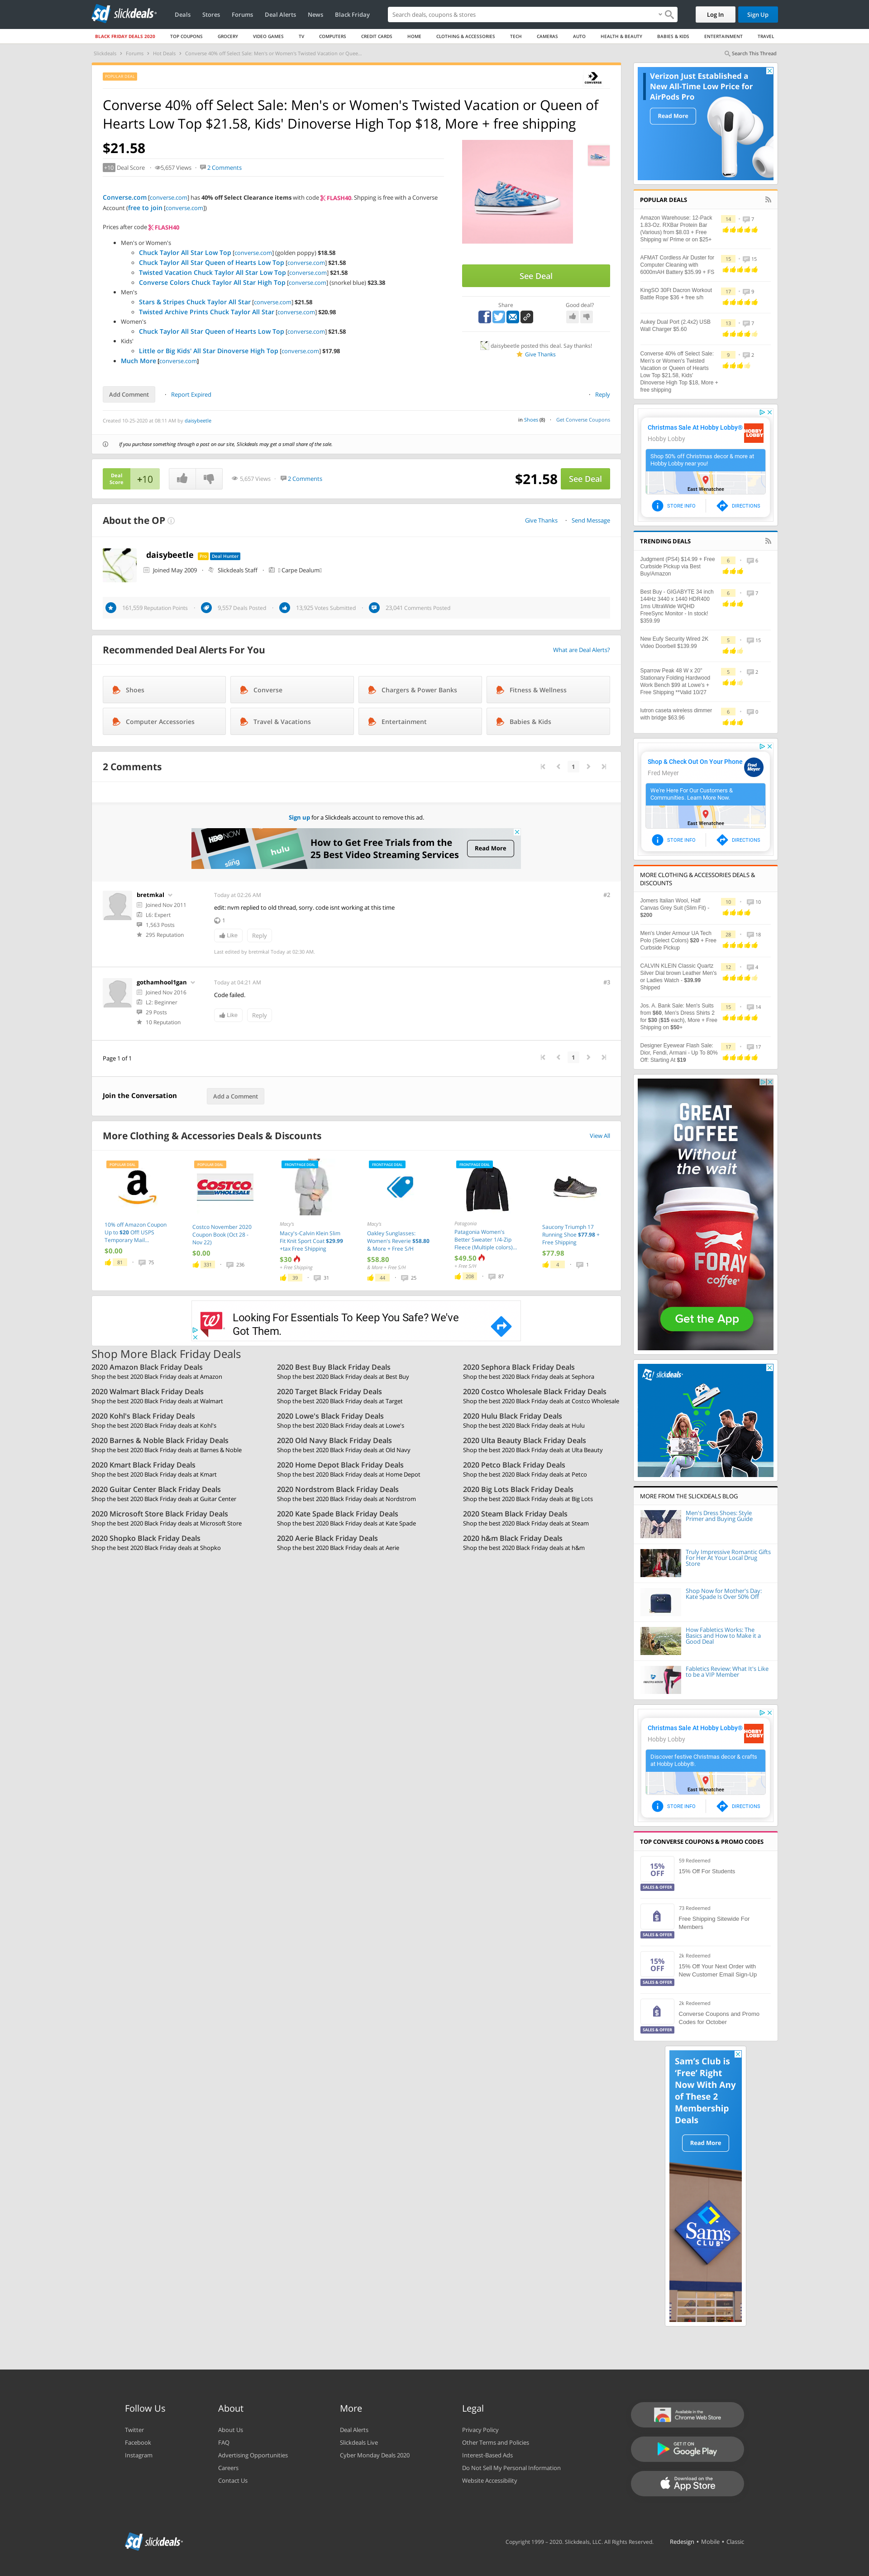 slickdeals
Deals Stores Forums Deal Alerts News Black Friday
Search deals, coupons & stores
Log In Sign Up
BLACK FRIDAY DEALS 2020 TOP COUPONS GROCERY VIDEO GAMES TV COMPUTERS CREDIT CARDS HOME CLOTHING & ACCESSORIES TECH CAMERAS AUTO HEALTH & BEAUTY BABIES & KIDS ENTERTAINMENT TRAVEL
Slickdeals Forums Hot Deals Converse 40% off Select Sale: Men's or Women's Twisted Vacation or Quee...
Search This Thread
POPULAR DEAL
CONVERSE
Converse 40% off Select Sale: Men's or Women's Twisted Vacation or Queen of
Hearts Low Top $21.58, Kids' Dinoverse High Top $18, More + free shipping
$21.58
+10 Deal Score 5,657 Views 2 Comments
Converse.com [converse.com] has 40% off Select Clearance items with code FLASH40. Shpping is free with a Converse
Account (free to join [converse.com])
Prices after code FLASH40
Men's or Women's
Chuck Taylor All Star Low Top [converse.com] (golden poppy) $18.58
Chuck Taylor All Star Queen of Hearts Low Top [converse.com] $21.58
Twisted Vacation Chuck Taylor All Star Low Top [converse.com] $21.58
Converse Colors Chuck Taylor All Star High Top [converse.com] (snorkel blue) $23.38
Men's
Stars & Stripes Chuck Taylor All Star [converse.com] $21.58
Twisted Archive Prints Chuck Taylor All Star [converse.com] $20.98
Women's
Chuck Taylor All Star Queen of Hearts Low Top [converse.com] $21.58
Kids'
Little or Big Kids' All Star Dinoverse High Top [converse.com] $17.98
Much More [converse.com]
See Deal
Share Good deal?
daisybeetle posted this deal. Say thanks!
Give Thanks
Add Comment Report Expired Reply
Created 10-25-2020 at 08:11 AM by daisybeetle
in Shoes (8) Get Converse Coupons
If you purchase something through a post on our site, Slickdeals may get a small share of the sale.
Deal
Score
+10
5,657 Views 2 Comments
$21.58 See Deal
About the OP
Give Thanks Send Message
daisybeetle Pro Deal Hunter
Joined May 2009 Slickdeals Staff Carpe Dealum
161,559 Reputation Points 9,557 Deals Posted 13,925 Votes Submitted 23,041 Comments Posted
Recommended Deal Alerts For You
What are Deal Alerts?
Shoes Converse Chargers & Power Banks Fitness & Wellness
Computer Accessories Travel & Vacations Entertainment Babies & Kids
2 Comments
1
Sign up for a Slickdeals account to remove this ad.
HBO NOW
sling
hulu
How to Get Free Trials from the
25 Best Video Streaming Services
Read More
bretmkal
Joined Nov 2011
L6: Expert
1,563 Posts
295 Reputation
Today at 02:26 AM
#2
edit: nvm replied to old thread, sorry. code isnt working at this time
1
Like Reply
Last edited by bretmkal Today at 02:30 AM.
gothamhool1gan
Joined Nov 2016
L2: Beginner
29 Posts
10 Reputation
Today at 04:21 AM
#3
Code failed.
Like Reply
Page 1 of 1
1
Join the Conversation
Add a Comment
More Clothing & Accessories Deals & Discounts
View All
POPULAR DEAL
10% off Amazon Coupon
Up to $20 Off! USPS
Temporary Mail...
$0.00
81 75
POPULAR DEAL
COSTCO
WHOLESALE
Costco November 2020
Coupon Book (Oct 28 -
Nov 22)
$0.00
331 236
FRONTPAGE DEAL
Macy's
Macy's-Calvin Klein Slim
Fit Knit Sport Coat $29.99
+tax Free Shipping
$30
+ Free Shipping
39 31
FRONTPAGE DEAL
Macy's
Oakley Sunglasses:
Women's Reverie $58.80
& More + Free S/H
$58.80
& More + Free S/H
44 25
FRONTPAGE DEAL
Patagonia
Patagonia Women's
Better Sweater 1/4-Zip
Fleece (Multiple colors)...
$49.50
+ Free S/H
208 87
Saucony Triumph 17
Running Shoe $77.98 +
Free Shipping
$77.98
4 1
Looking For Essentials To Keep You Safe? We've
Got Them.
Shop More Black Friday Deals
2020 Amazon Black Friday Deals
Shop the best 2020 Black Friday deals at Amazon
2020 Best Buy Black Friday Deals
Shop the best 2020 Black Friday deals at Best Buy
2020 Sephora Black Friday Deals
Shop the best 2020 Black Friday deals at Sephora
2020 Walmart Black Friday Deals
Shop the best 2020 Black Friday deals at Walmart
2020 Target Black Friday Deals
Shop the best 2020 Black Friday deals at Target
2020 Costco Wholesale Black Friday Deals
Shop the best 2020 Black Friday deals at Costco Wholesale
2020 Kohl's Black Friday Deals
Shop the best 2020 Black Friday deals at Kohl's
2020 Lowe's Black Friday Deals
Shop the best 2020 Black Friday deals at Lowe's
2020 Hulu Black Friday Deals
Shop the best 2020 Black Friday deals at Hulu
2020 Barnes & Noble Black Friday Deals
Shop the best 2020 Black Friday deals at Barnes & Noble
2020 Old Navy Black Friday Deals
Shop the best 2020 Black Friday deals at Old Navy
2020 Ulta Beauty Black Friday Deals
Shop the best 2020 Black Friday deals at Ulta Beauty
2020 Kmart Black Friday Deals
Shop the best 2020 Black Friday deals at Kmart
2020 Home Depot Black Friday Deals
Shop the best 2020 Black Friday deals at Home Depot
2020 Petco Black Friday Deals
Shop the best 2020 Black Friday deals at Petco
2020 Guitar Center Black Friday Deals
Shop the best 2020 Black Friday deals at Guitar Center
2020 Nordstrom Black Friday Deals
Shop the best 2020 Black Friday deals at Nordstrom
2020 Big Lots Black Friday Deals
Shop the best 2020 Black Friday deals at Big Lots
2020 Microsoft Store Black Friday Deals
Shop the best 2020 Black Friday deals at Microsoft Store
2020 Kate Spade Black Friday Deals
Shop the best 2020 Black Friday deals at Kate Spade
2020 Steam Black Friday Deals
Shop the best 2020 Black Friday deals at Steam
2020 Shopko Black Friday Deals
Shop the best 2020 Black Friday deals at Shopko
2020 Aerie Black Friday Deals
Shop the best 2020 Black Friday deals at Aerie
2020 h&m Black Friday Deals
Shop the best 2020 Black Friday deals at h&m
Verizon Just Established a
New All-Time Low Price for
AirPods Pro
Read More
POPULAR DEALS
Amazon Warehouse: 12-Pack
1.83-Oz. RXBar Protein Bar
(Various) from $8.03 + Free
Shipping w/ Prime or on $25+
14 7
AFMAT Cordless Air Duster for
Computer Cleaning with
6000mAH Battery $35.99 + FS
15 15
KingSO 30Ft Dacron Workout
Battle Rope $36 + free s/h
17 9
Aukey Dual Port (2.4x2) USB
Wall Charger $5.60
13 7
Converse 40% off Select Sale:
Men's or Women's Twisted
Vacation or Queen of Hearts
Low Top $21.58, Kids'
Dinoverse High Top $18, More +
free shipping
9 2
Christmas Sale At Hobby Lobby®
Hobby Lobby
HOBBY LOBBY
Shop 50% off Christmas decor & more at
Hobby Lobby near you!
East Wenatchee
STORE INFO DIRECTIONS
TRENDING DEALS
Judgment (PS4) $14.99 + Free
Curbside Pickup via Best
Buy/Amazon
6 6
Best Buy - GIGABYTE 34 inch
144Hz 3440 x 1440 HDR400
1ms UltraWide WQHD
FreeSync Monitor - In stock!
$359.99
6 7
New Eufy Security Wired 2K
Video Doorbell $139.99
5 15
Sparrow Peak 48 W x 20"
Stationary Folding Hardwood
Work Bench $99 at Lowe's +
Free Shipping **Valid 10/27
5 2
lutron caseta wireless dimmer
with bridge $63.96
6 0
Shop & Check Out On Your Phone
Fred Meyer
We're Here For Our Customers &
Communities. Learn More Now.
East Wenatchee
STORE INFO DIRECTIONS
MORE CLOTHING & ACCESSORIES DEALS &
DISCOUNTS
Jomers Italian Wool, Half
Canvas Grey Suit (Slim Fit) -
$200
10 10
Men's Under Armour UA Tech
Polo (Select Colors) $20 + Free
Curbside Pickup
28 18
CALVIN KLEIN Classic Quartz
Silver Dial brown Leather Men's
or Ladies Watch - $39.99
Shipped
12 4
Jos. A. Bank Sale: Men's Suits
from $60, Men's Dress Shirts 2
for $30 ($15 each), More + Free
Shipping on $50+
15 14
Designer Eyewear Flash Sale:
Dior, Fendi, Armani - Up To 80%
Off: Starting At $19
17 17
GREAT
COFFEE
Without
the wait
FORAY
coffee
Get the App
slickdeals
MORE FROM THE SLICKDEALS BLOG
Men's Dress Shoes: Style
Primer and Buying Guide
Truly Impressive Romantic Gifts
For Her At Your Local Drug
Store
Shop Now for Mother's Day:
Kate Spade Is Over 50% Off
How Fabletics Works: The
Basics and How to Make it a
Good Deal
Fabletics Review: What It's Like
to be a VIP Member
Christmas Sale At Hobby Lobby®
Hobby Lobby
HOBBY LOBBY
Discover festive Christmas decor & crafts
at Hobby Lobby®.
East Wenatchee
STORE INFO DIRECTIONS
TOP CONVERSE COUPONS & PROMO CODES
15%
OFF
SALES & OFFER
59 Redeemed
15% Off For Students
SALES & OFFER
73 Redeemed
Free Shipping Sitewide For
Members
15%
OFF
SALES & OFFER
2k Redeemed
15% Off Your Next Order with
New Customer Email Sign-Up
SALES & OFFER
2k Redeemed
Converse Coupons and Promo
Codes for October
Sam's Club is
'Free' Right
Now With Any
of These 2
Membership
Deals
Read More
Sam's
CLUB
Follow Us
Twitter
Facebook
Instagram
About
About Us
FAQ
Advertising Opportunities
Careers
Contact Us
More
Deal Alerts
Slickdeals Live
Cyber Monday Deals 2020
Legal
Privacy Policy
Other Terms and Policies
Interest-Based Ads
Do Not Sell My Personal Information
Website Accessibility
Available in the
Chrome Web Store
GET IT ON
Google Play
Download on the
App Store
slickdeals
Copyright 1999 - 2020, Slickdeals, LLC. All Rights Reserved. Redesign • Mobile • Classic